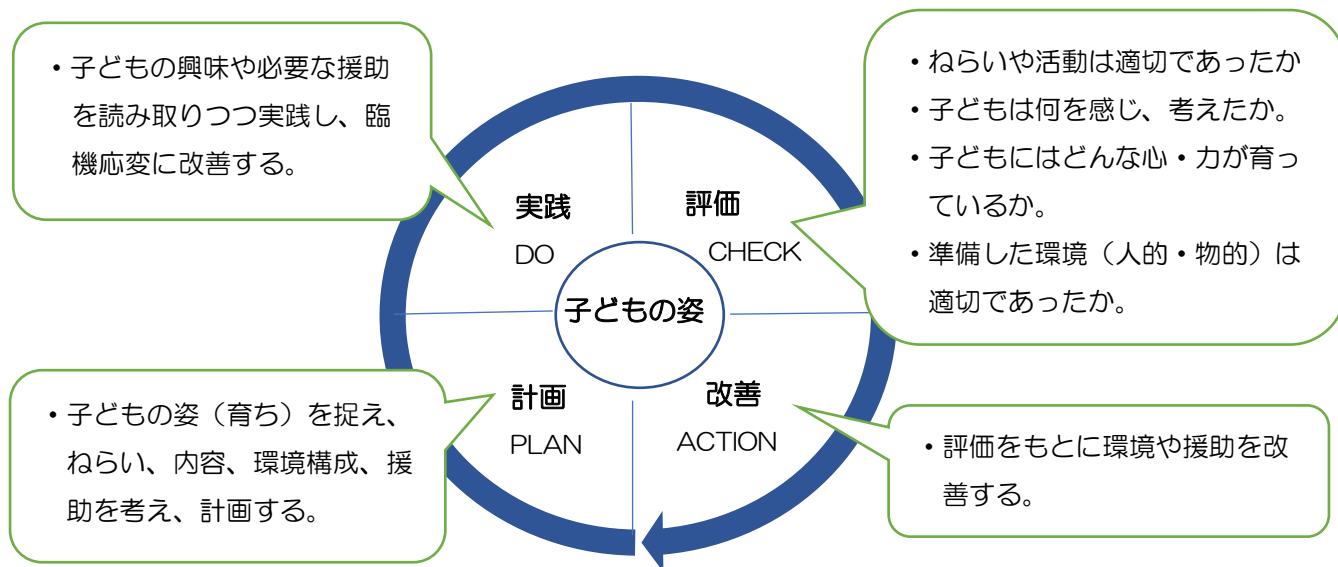 ・子どもの興味や必要な援助
を読み取りつつ実践し、臨
機応変に改善する。
・ねらいや活動は適切であったか
・子どもは何を感じ、考えたか。
・子どもにはどんな心・力が育っ
ているか。
・準備した環境（人的・物的）は
適切であったか。
実践
DO
評価
CHECK
子どもの姿
計画
PLAN
改善
ACTION
・子どもの姿（育ち）を捉え、
ねらい、内容、環境構成、援
助を考え、計画する。
・評価をもとに環境や援助を改
善する。